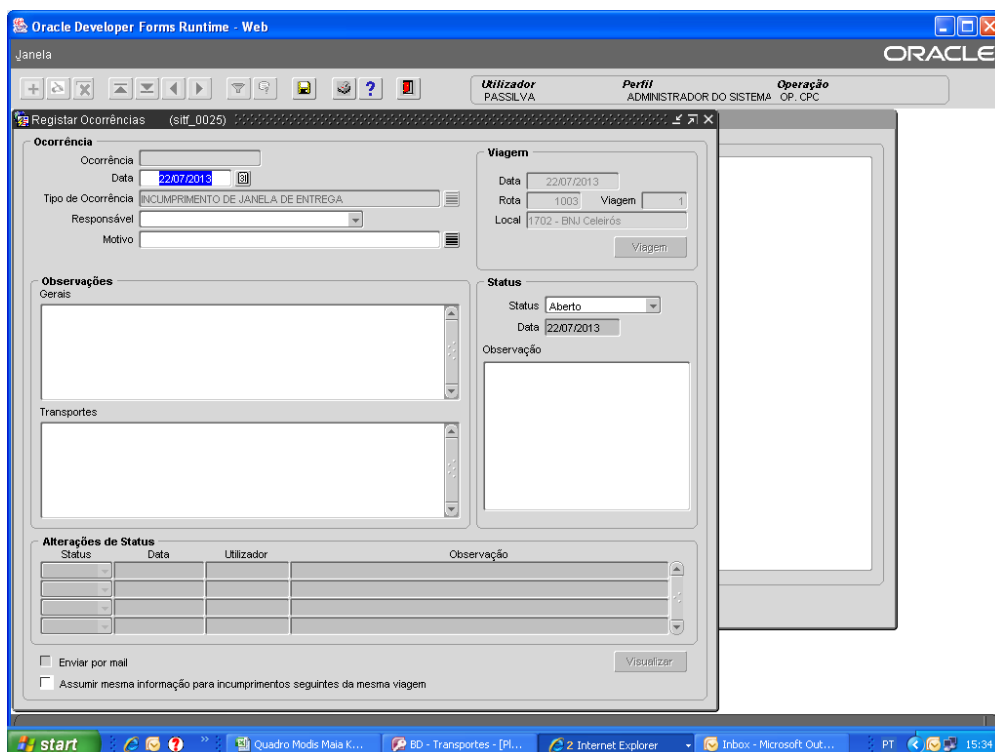 Oracle Developer Forms Runtime - Web
Janela
ORACLE
Utilizador Perfil Operação
PASSILVA ADMINISTRADOR DO SISTEMA OP. CPC
Registar Ocorrências (sitf_0025)
Ocorrência
Ocorrência
Data 22/07/2013
Tipo de Ocorrência INCUMPRIMENTO DE JANELA DE ENTREGA
Responsável
Motivo
Viagem
Data 22/07/2013
Rota 1003 Viagem 1
Local 1702 - BNJ Celeirós
Viagem
Observações
Gerais
Transportes
Status
Status Aberto
Data 22/07/2013
Observação
Alterações de Status
Status Data Utilizador Observação
Enviar por mail
Visualizar
Assumir mesma informação para incumprimentos seguintes da mesma viagem
start Quadro Modis Maia K... BD - Transportes - [Pl... 2 Internet Explorer Inbox - Microsoft Out... PT 15:34